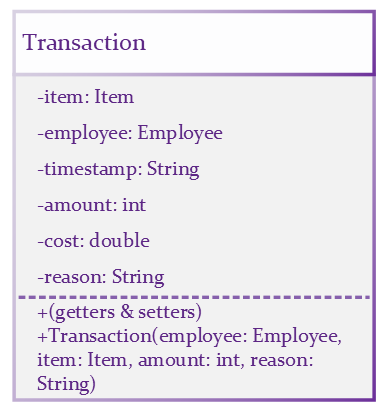 Transaction
-item: Item
-employee: Employee
-timestamp: String
-amount: int
-cost: double
-reason: String
+(getters & setters)
+Transaction(employee: Employee,
item: Item, amount: int, reason:
String)